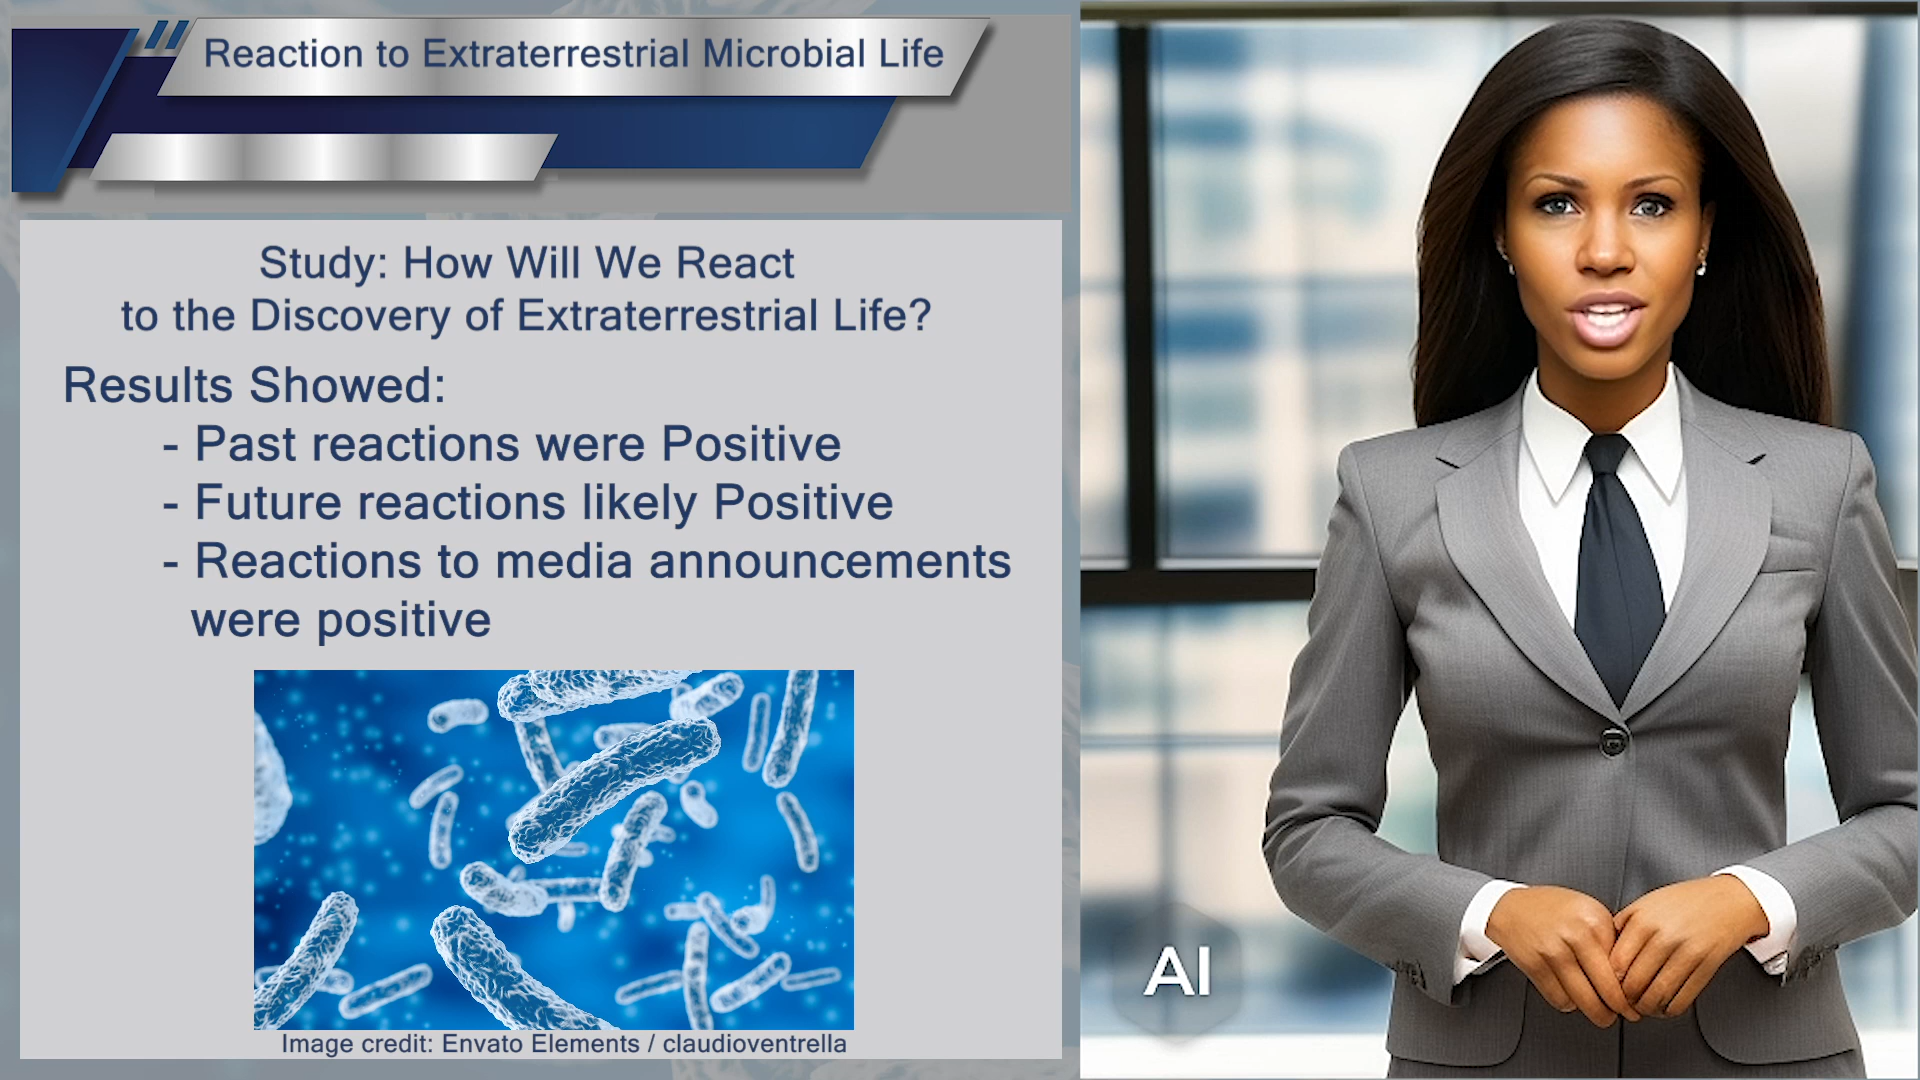 Reaction to Extraterrestrial Microbial Life
Study: How Will We React
to the Discovery of Extraterrestrial Life?
Results Showed:
- Past reactions were Positive
- Future reactions likely Positive
- Reactions to media announcements
were positive
Image credit: Envato Elements / claudioventrella
AI